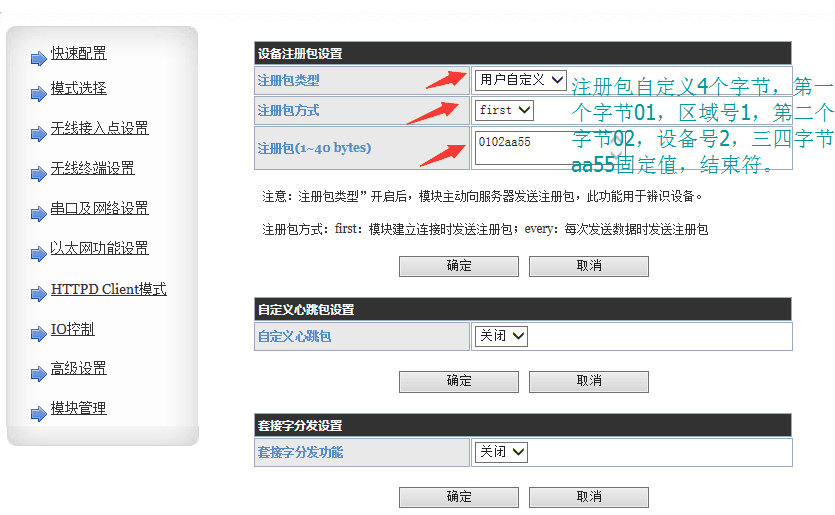 快速配置
模式选择
无线接入点设置
无线终端设置
串口及网络设置
以太网功能设置
HTTPD Client模式
IO控制
高级设置
模块管理
设备注册包设置
注册包类型
用户自定义
注册包方式
first
注册包(1~40 bytes)
0102aa55
注册包自定义4个字节，第一
个字节01，区域号1，第二个
字节02，设备号2，三四字节
aa55固定值，结束符。
注意：注册包类型”开启后，模块主动向服务器发送注册包，此功能用于辨识设备。
注册包方式：first：模块建立连接时发送注册包；every：每次发送数据时发送注册包
确定
取消
自定义心跳包设置
自定义心跳包
关闭
确定
取消
套接字分发设置
套接字分发功能
关闭
确定
取消